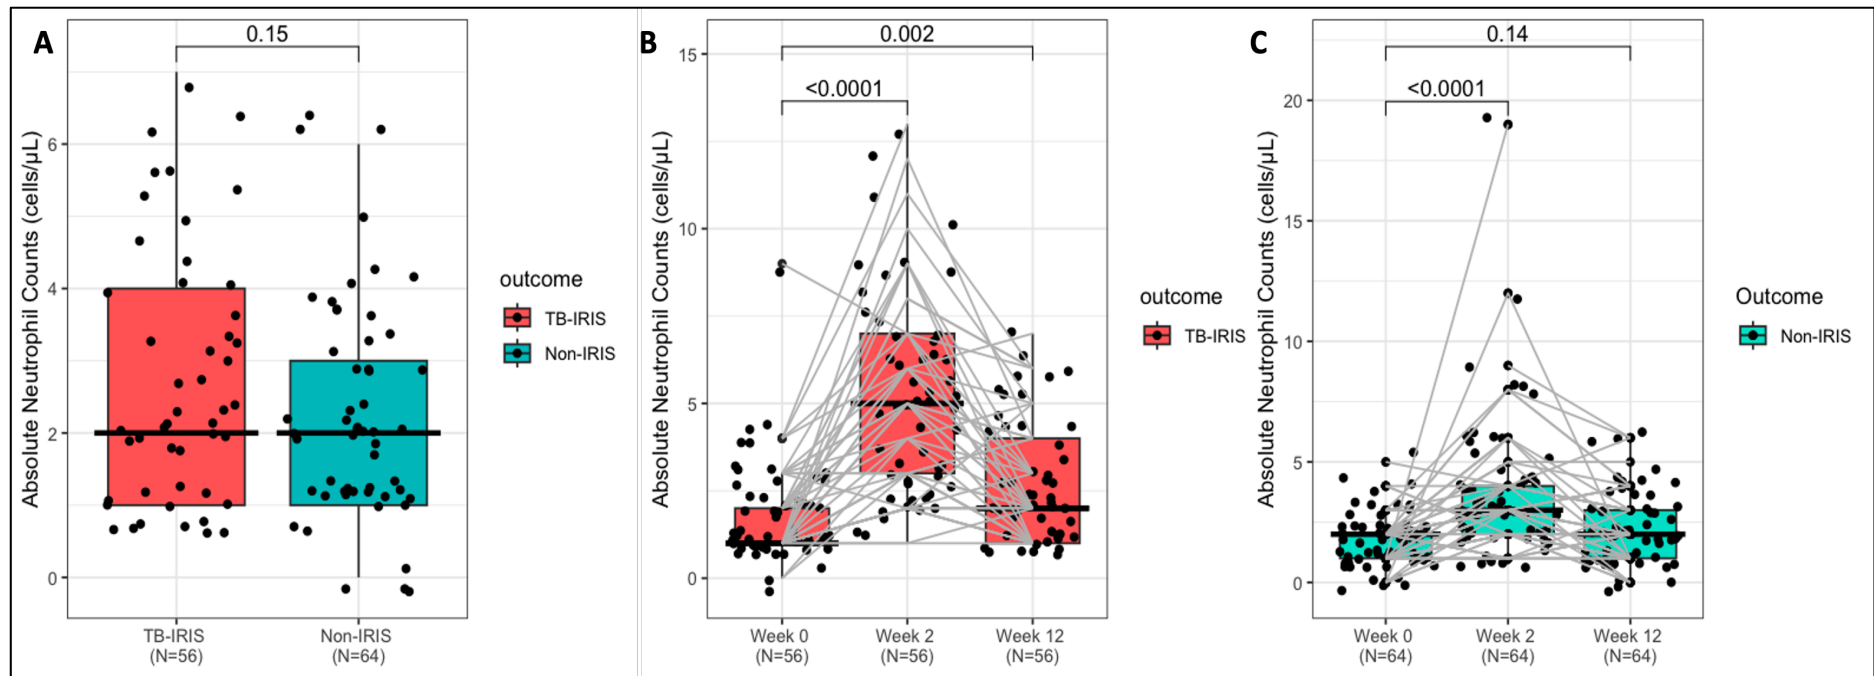 A
0.15
Absolute Neutrophil Counts (cells/µL)
6
4
2
0
TB-IRIS
(N=56)
Non-IRIS
(N=64)
outcome
TB-IRIS
Non-IRIS
B
0.002
<0.0001
Absolute Neutrophil Counts (cells/µL)
15
10
5
0
Week 0
(N=56)
Week 2
(N=56)
Week 12
(N=56)
outcome
TB-IRIS
C
0.14
<0.0001
Absolute Neutrophil Counts (cells/µL)
20
15
10
5
0
Week 0
(N=64)
Week 2
(N=64)
Week 12
(N=64)
Outcome
Non-IRIS